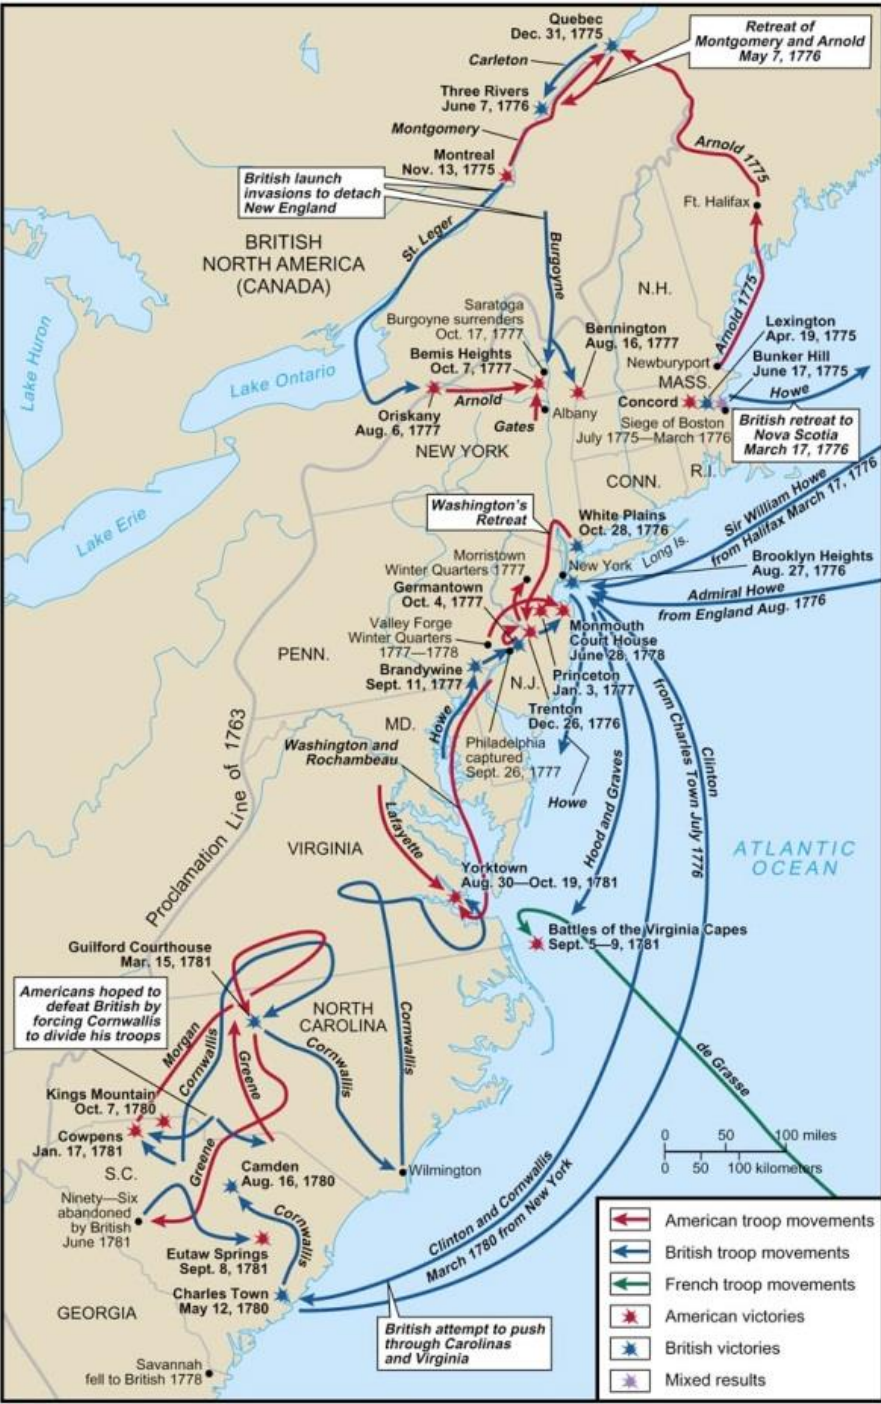 Quebec
Dec. 31, 1775
Retreat of
Montgomery and Arnold
May 7, 1776
Carleton
Three Rivers
June 7, 1776
Montgomery
Arnold 1775
Montreal
Nov. 13, 1775
British launch
invasions to detach
New England
Ft. Halifax
St. Leger
BRITISH
NORTH AMERICA
(CANADA)
Burgoyne
N.H.
Arnold 1775
Saratoga
Burgoyne surrenders
Oct. 17, 1777
Bennington
Aug. 16, 1777
Lexington
Apr. 19, 1775
Lake Huron
Bemis Heights
Oct. 7, 1777
Newburyport
Bunker Hill
June 17, 1775
Lake Ontario
MASS.
Howe
Arnold
Concord
Oriskany
Aug. 6, 1777
Gates
Albany
Siege of Boston
July 1775—March 1776
British retreat to
Nova Scotia
March 17, 1776
NEW YORK
R.I.
CONN.
Lake Erie
Washington's
Retreat
White Plains
Oct. 28, 1776
Sir William Howe
from Halifax March 17, 1776
Long Is.
Morristown
Winter Quarters 1777
New York
Brooklyn Heights
Aug. 27, 1776
Germantown
Oct. 4, 1777
Admiral Howe
from England Aug. 1776
Valley Forge
Winter Quarters
1777—1778
Monmouth
Court House
June 28, 1778
PENN.
Brandywine
Sept. 11, 1777
N.J.
Princeton
Jan. 3, 1777
Trenton
Dec. 26, 1776
MD.
Howe
Washington and
Rochambeau
Philadelphia
captured
Sept. 26, 1777
Howe
Hood and Graves
Clinton
from Charles Town July 1776
Proclamation Line of 1763
Lafayette
VIRGINIA
ATLANTIC
OCEAN
Yorktown
Aug. 30—Oct. 19, 1781
Battles of the Virginia Capes
Sept. 5—9, 1781
Guilford Courthouse
Mar. 15, 1781
Americans hoped to
defeat British by
forcing Cornwallis
to divide his troops
NORTH
CAROLINA
Morgan
Cornwallis
Greene
Cornwallis
Cornwallis
de Grasse
Kings Mountain
Oct. 7, 1780
Cowpens
Jan. 17, 1781
0 50 100 miles
0 50 100 kilometers
S.C.
Greene
Camden
Aug. 16, 1780
Wilmington
Ninety—Six
abandoned
by British
June 1781
Cornwallis
Clinton and Cornwallis
March 1780 from New York
Eutaw Springs
Sept. 8, 1781
Charles Town
May 12, 1780
GEORGIA
British attempt to push
through Carolinas
and Virginia
Savannah
fell to British 1778
American troop movements
British troop movements
French troop movements
American victories
British victories
Mixed results